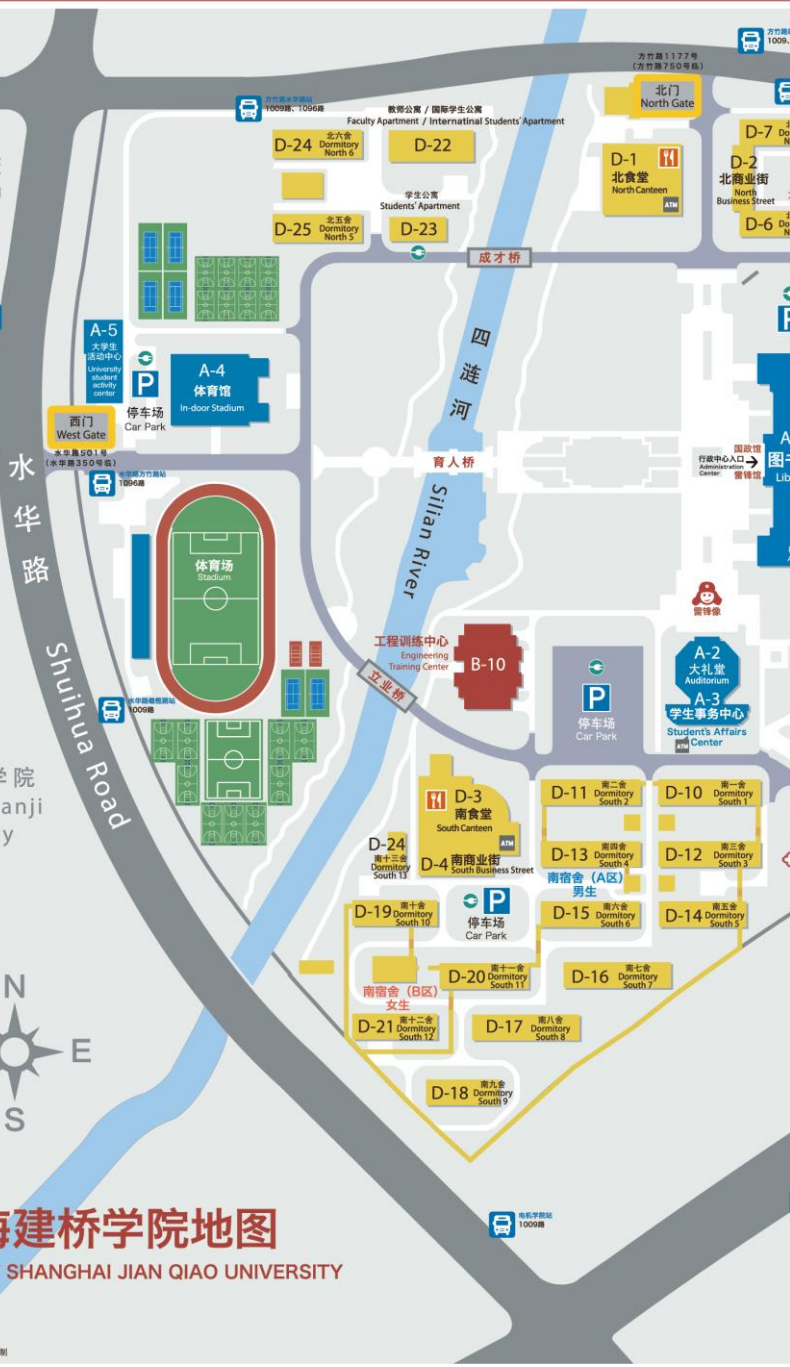 方竹路1177号
(方竹路750号临)
北门
North Gate
1009、
方竹路水华路站
1009路、1096路
教师公寓 / 国际学生公寓
Faculty Apartment / Internatinal Students' Apartment
D-24 北六舍 Dormitory North 6
D-22
学生公寓
Students' Apartment
D-25 北五舍 Dormitory North 5
D-23
D-1
北食堂
North Canteen
ATM
D-7
D-2
北商业街
North
Business Street
D-6
成才桥
四涟河
Silian River
A-5
大学生
活动中心
University
student
activity
center
P
停车场
Car Park
A-4
体育馆
In-door Stadium
西门
West Gate
水华路501号
(水华路350号临)
水华路方竹路站
1096路
育人桥
行政中心入口
Administration
Center
国政馆
雷锋馆
水华路
Shuihua Road
体育场
Stadium
雷锋像
工程训练中心
Engineering
Training Center
B-10
立业桥
P
停车场
Car Park
A-2
大礼堂
Auditorium
A-3
学生事务中心
Student's Affairs
Center
ATM
1009路
学院
anji
y
D-3
南食堂
South Canteen
ATM
D-4 南商业街
South Business Street
D-24
南十三舍
Dormitory
South 13
D-11 南二舍 Dormitory South 2
D-10 南一舍 Dormitory South 1
D-13 南四舍 Dormitory South 4
D-12 南三舍 Dormitory South 3
南宿舍（A区）
男生
D-19 南十舍 Dormitory South 10
P
停车场
Car Park
D-15 南六舍 Dormitory South 6
D-14 南五舍 Dormitory South 5
D-20 南十一舍 Dormitory South 11
D-16 南七舍 Dormitory South 7
南宿舍（B区）
女生
D-21 南十二舍 Dormitory South 12
D-17 南八舍 Dormitory South 8
D-18 南九舍 Dormitory South 9
N
E
S
电机学院站
1009路
海建桥学院地图
SHANGHAI JIAN QIAO UNIVERSITY
制